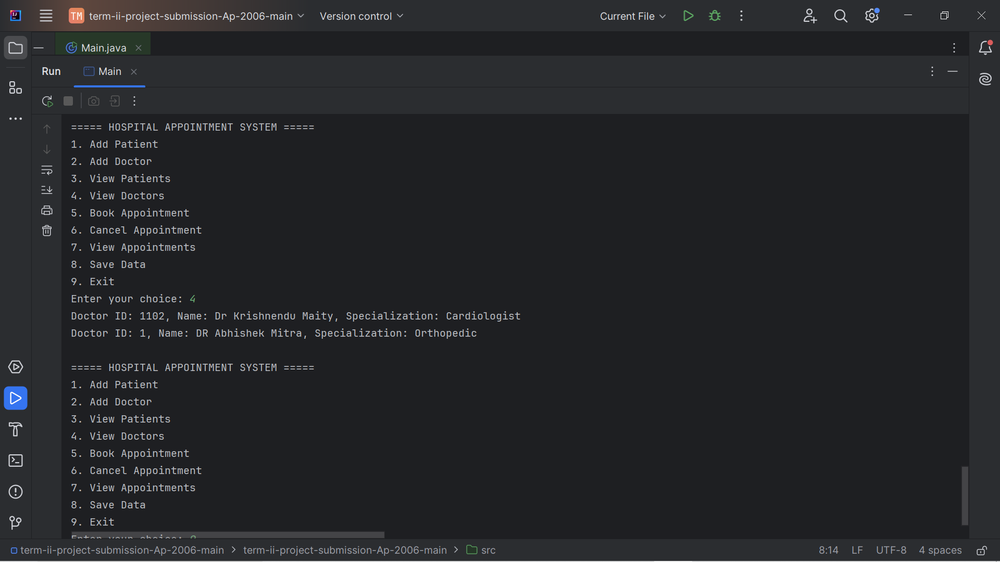 TM term-ii-project-submission-Ap-2006-main Version control Current File
Main.java
Run Main
===== HOSPITAL APPOINTMENT SYSTEM =====
1. Add Patient
2. Add Doctor
3. View Patients
4. View Doctors
5. Book Appointment
6. Cancel Appointment
7. View Appointments
8. Save Data
9. Exit
Enter your choice: 4
Doctor ID: 1102, Name: Dr Krishnendu Maity, Specialization: Cardiologist
Doctor ID: 1, Name: DR Abhishek Mitra, Specialization: Orthopedic
===== HOSPITAL APPOINTMENT SYSTEM =====
1. Add Patient
2. Add Doctor
3. View Patients
4. View Doctors
5. Book Appointment
6. Cancel Appointment
7. View Appointments
8. Save Data
9. Exit
Enter your choice:
term-ii-project-submission-Ap-2006-main > term-ii-project-submission-Ap-2006-main > src 8:14 LF UTF-8 4 spaces